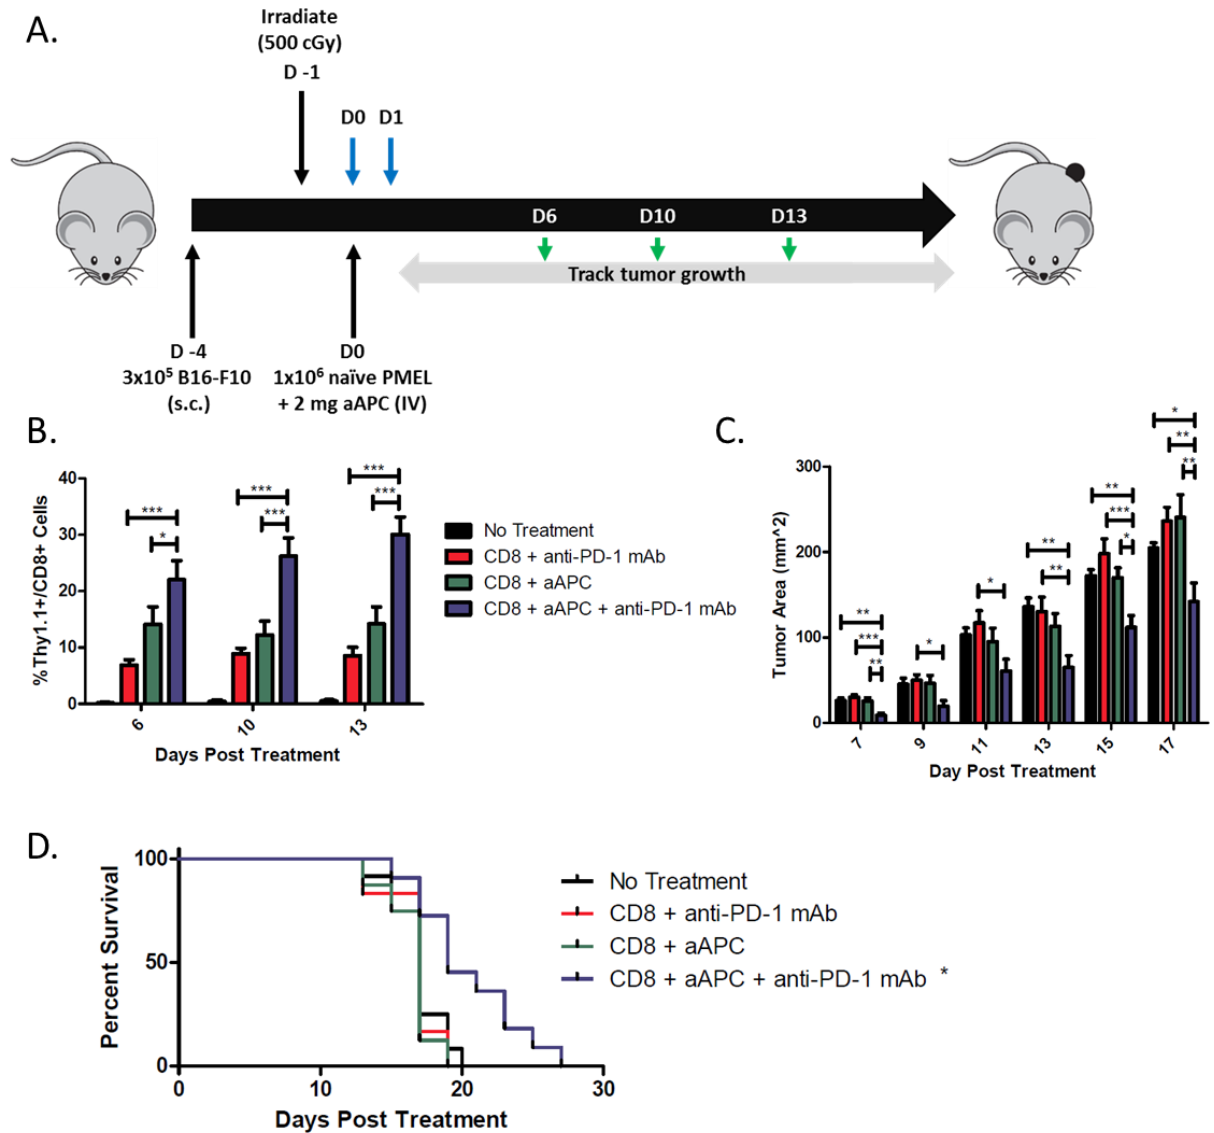 A.
Irradiate
(500 cGy)
D -1
D0 D1
D6 D10 D13
Track tumor growth
D -4
3x10⁵ B16-F10
(s.c.)
D0
1x10⁶ naïve PMEL
+ 2 mg aAPC (IV)
B.
%Thy1.11+/CD8+ Cells
40
30
20
10
0
***
*
***
***
***
***
6 10 13
Days Post Treatment
No Treatment
CD8 + anti-PD-1 mAb
CD8 + aAPC
CD8 + aAPC + anti-PD-1 mAb
C.
Tumor Area (mm^2)
300
200
100
0
**
***
**
*
*
**
**
**
***
*
*
**
**
7 9 11 13 15 17
Day Post Treatment
D.
Percent Survival
100
50
0
0 10 20 30
Days Post Treatment
No Treatment
CD8 + anti-PD-1 mAb
CD8 + aAPC
CD8 + aAPC + anti-PD-1 mAb *